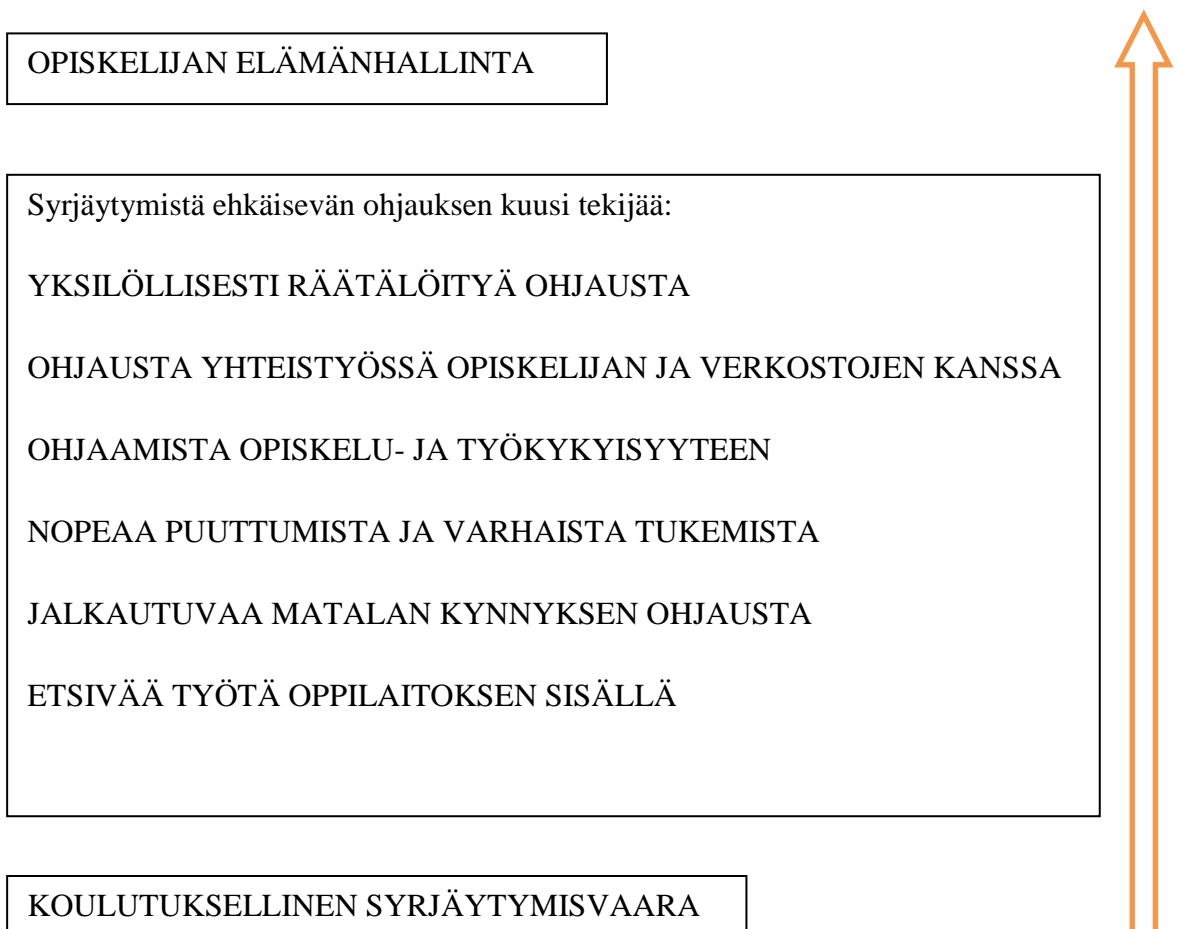 OPISKELIJAN ELÄMÄNHALLINTA
Syrjäytymistä ehkäisevän ohjauksen kuusi tekijää:
YKSILÖLLISESTI RÄÄTÄLÖITYÄ OHJAUSTA
OHJAUSTA YHTEISTYÖSSÄ OPISKELIJAN JA VERKOSTOJEN KANSSA
OHJAAMISTA OPISKELU- JA TYÖKYKYISYYTEEN
NOPEAA PUUTTUMISTA JA VARHAISTA TUKEMISTA
JALKAUTUVAA MATALAN KYNNYKSEN OHJAUSTA
ETSIVÄÄ TYÖTÄ OPPILAITOKSEN SISÄLLÄ
KOULUTUKSELLINEN SYRJÄYTYMISVAARA